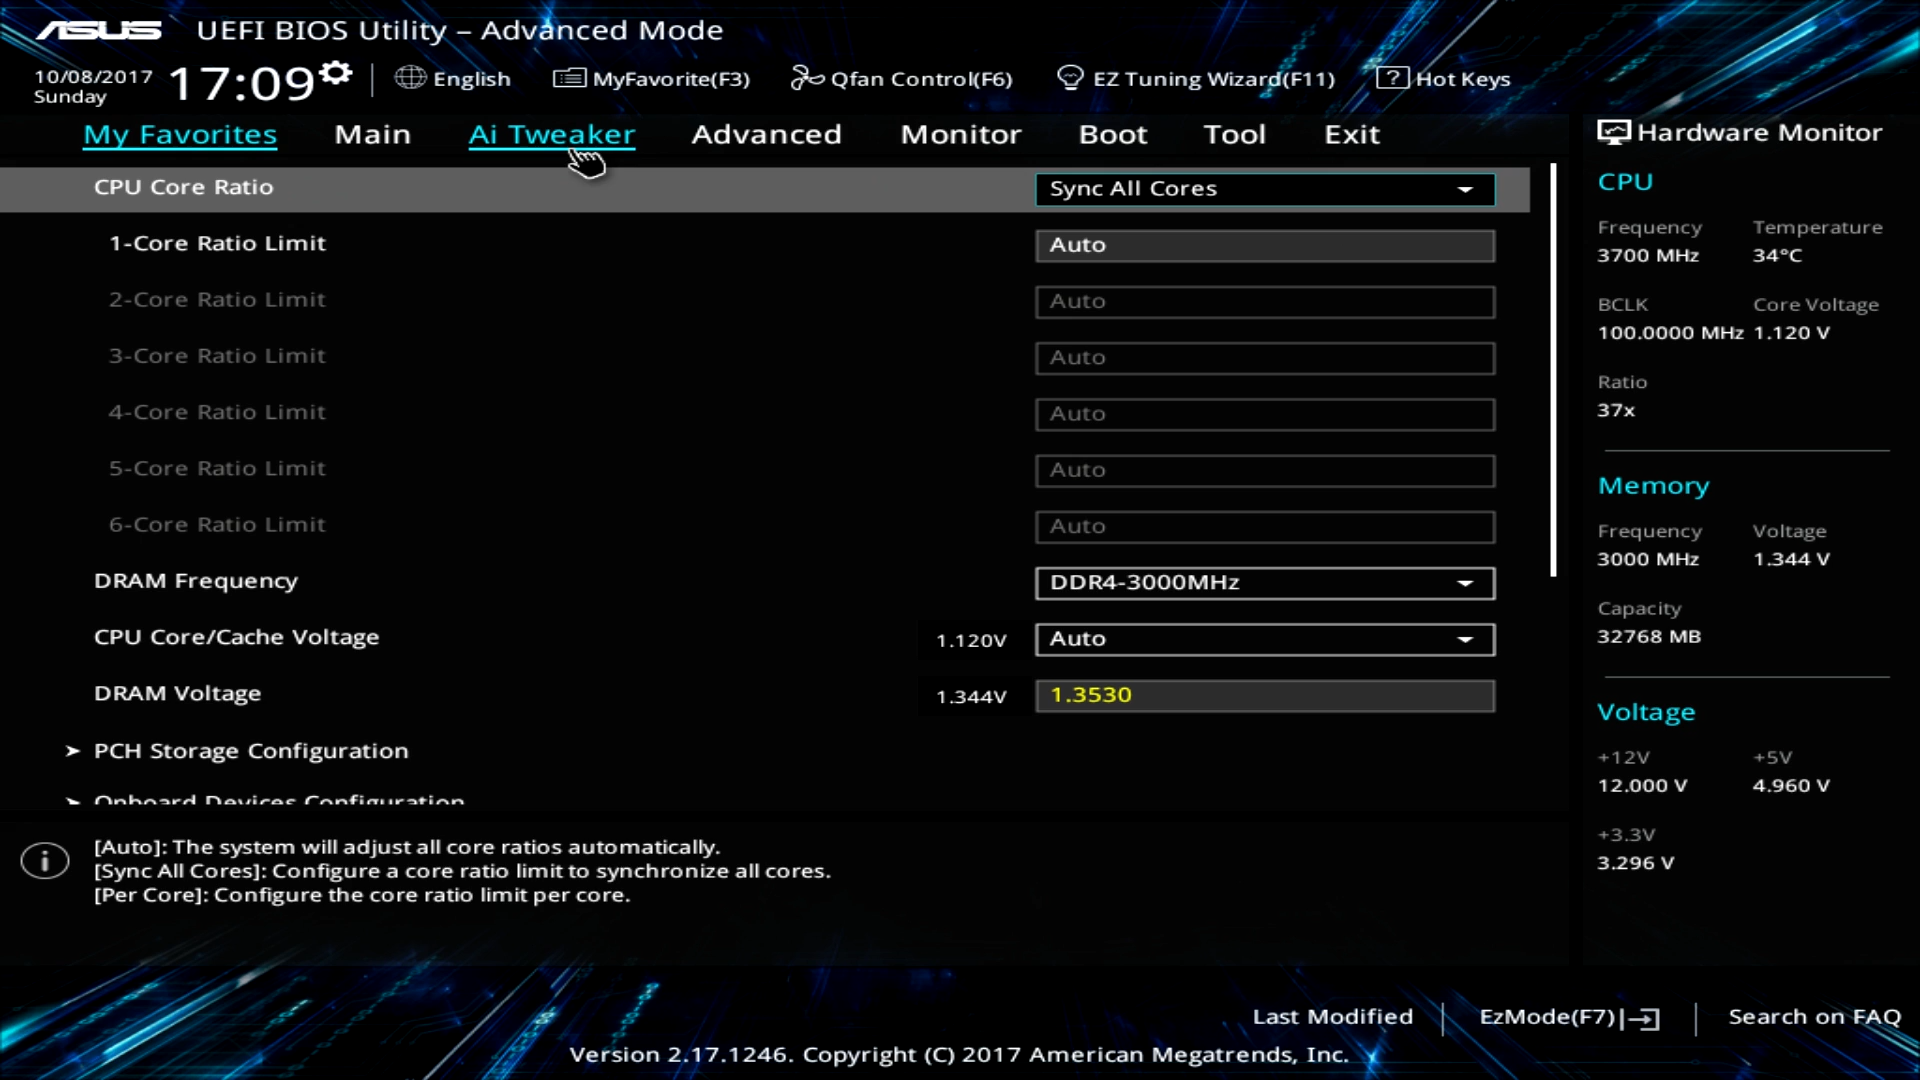 ASUS UEFI BIOS Utility – Advanced Mode
10/08/2017 Sunday 17:09 English MyFavorite(F3) Qfan Control(F6) EZ Tuning Wizard(F11) ? Hot Keys
My Favorites Main Ai Tweaker Advanced Monitor Boot Tool Exit
CPU Core Ratio Sync All Cores
1-Core Ratio Limit Auto
2-Core Ratio Limit Auto
3-Core Ratio Limit Auto
4-Core Ratio Limit Auto
5-Core Ratio Limit Auto
6-Core Ratio Limit Auto
DRAM Frequency DDR4-3000MHz
CPU Core/Cache Voltage 1.120V Auto
DRAM Voltage 1.344V 1.3530
PCH Storage Configuration
Onboard Devices Configuration
[Auto]: The system will adjust all core ratios automatically.
[Sync All Cores]: Configure a core ratio limit to synchronize all cores.
[Per Core]: Configure the core ratio limit per core.
Hardware Monitor
CPU
Frequency Temperature
3700 MHz 34°C
BCLK Core Voltage
100.0000 MHz 1.120 V
Ratio
37x
Memory
Frequency Voltage
3000 MHz 1.344 V
Capacity
32768 MB
Voltage
+12V +5V
12.000 V 4.960 V
+3.3V
3.296 V
Last Modified EzMode(F7) Search on FAQ
Version 2.17.1246. Copyright (C) 2017 American Megatrends, Inc.